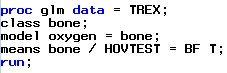 proc glm data = TREX;
class bone;
model oxygen = bone;
means bone / HOVTEST = BF T;
run;